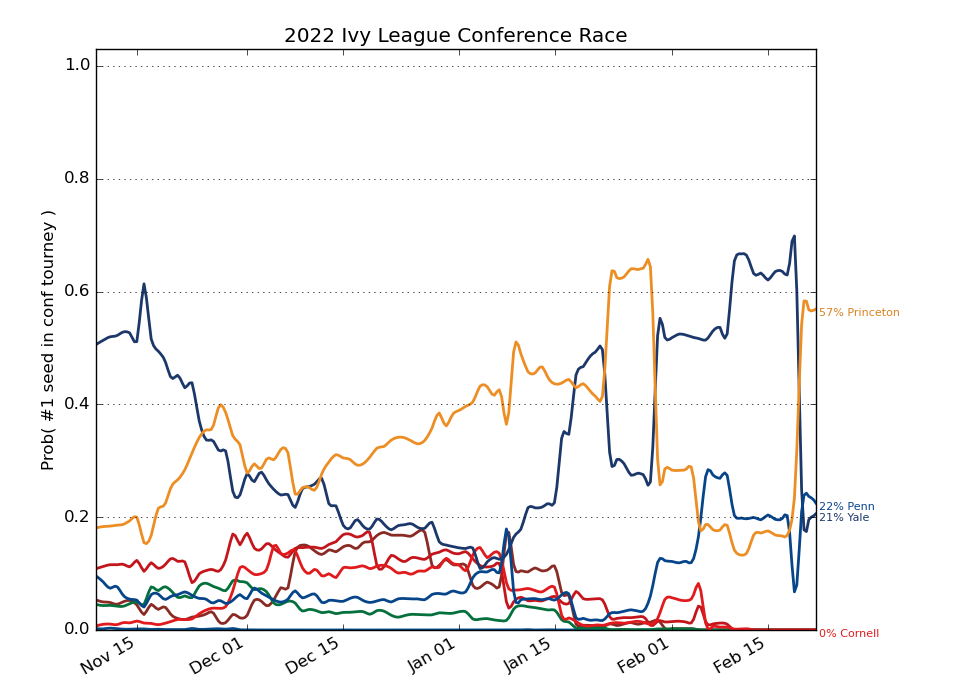 2022 Ivy League Conference Race
Prob( #1 seed in conf tourney )
1.0
0.8
0.6
0.4
0.2
0.0
57% Princeton
22% Penn
21% Yale
0% Cornell
Nov 15
Dec 01
Dec 15
Jan 01
Jan 15
Feb 01
Feb 15